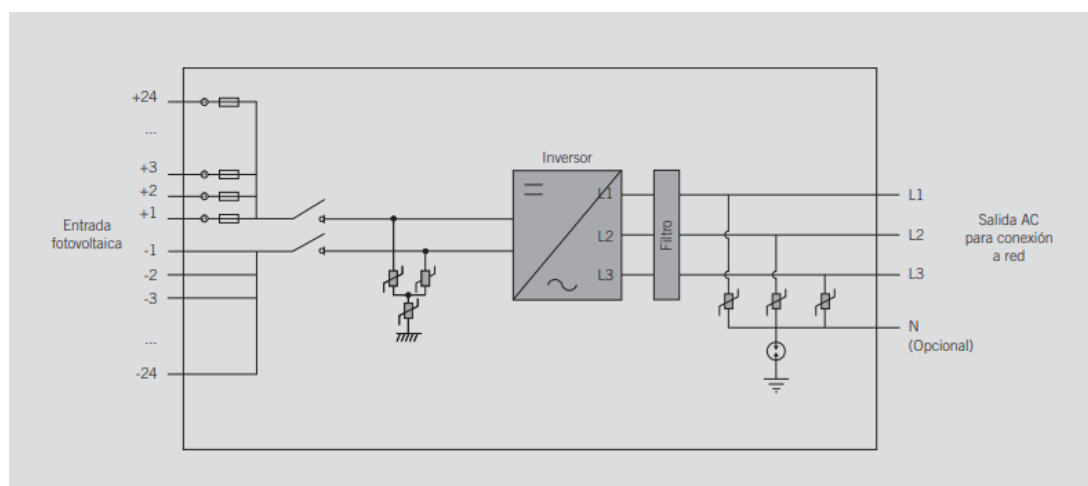 +24
...
+3
+2
+1
Entrada
fotovoltaica
-1
-2
-3
...
-24
Inversor
L1
L2
L3
Filtro
L1
L2
L3
N
(Opcional)
Salida AC
para conexión
a red